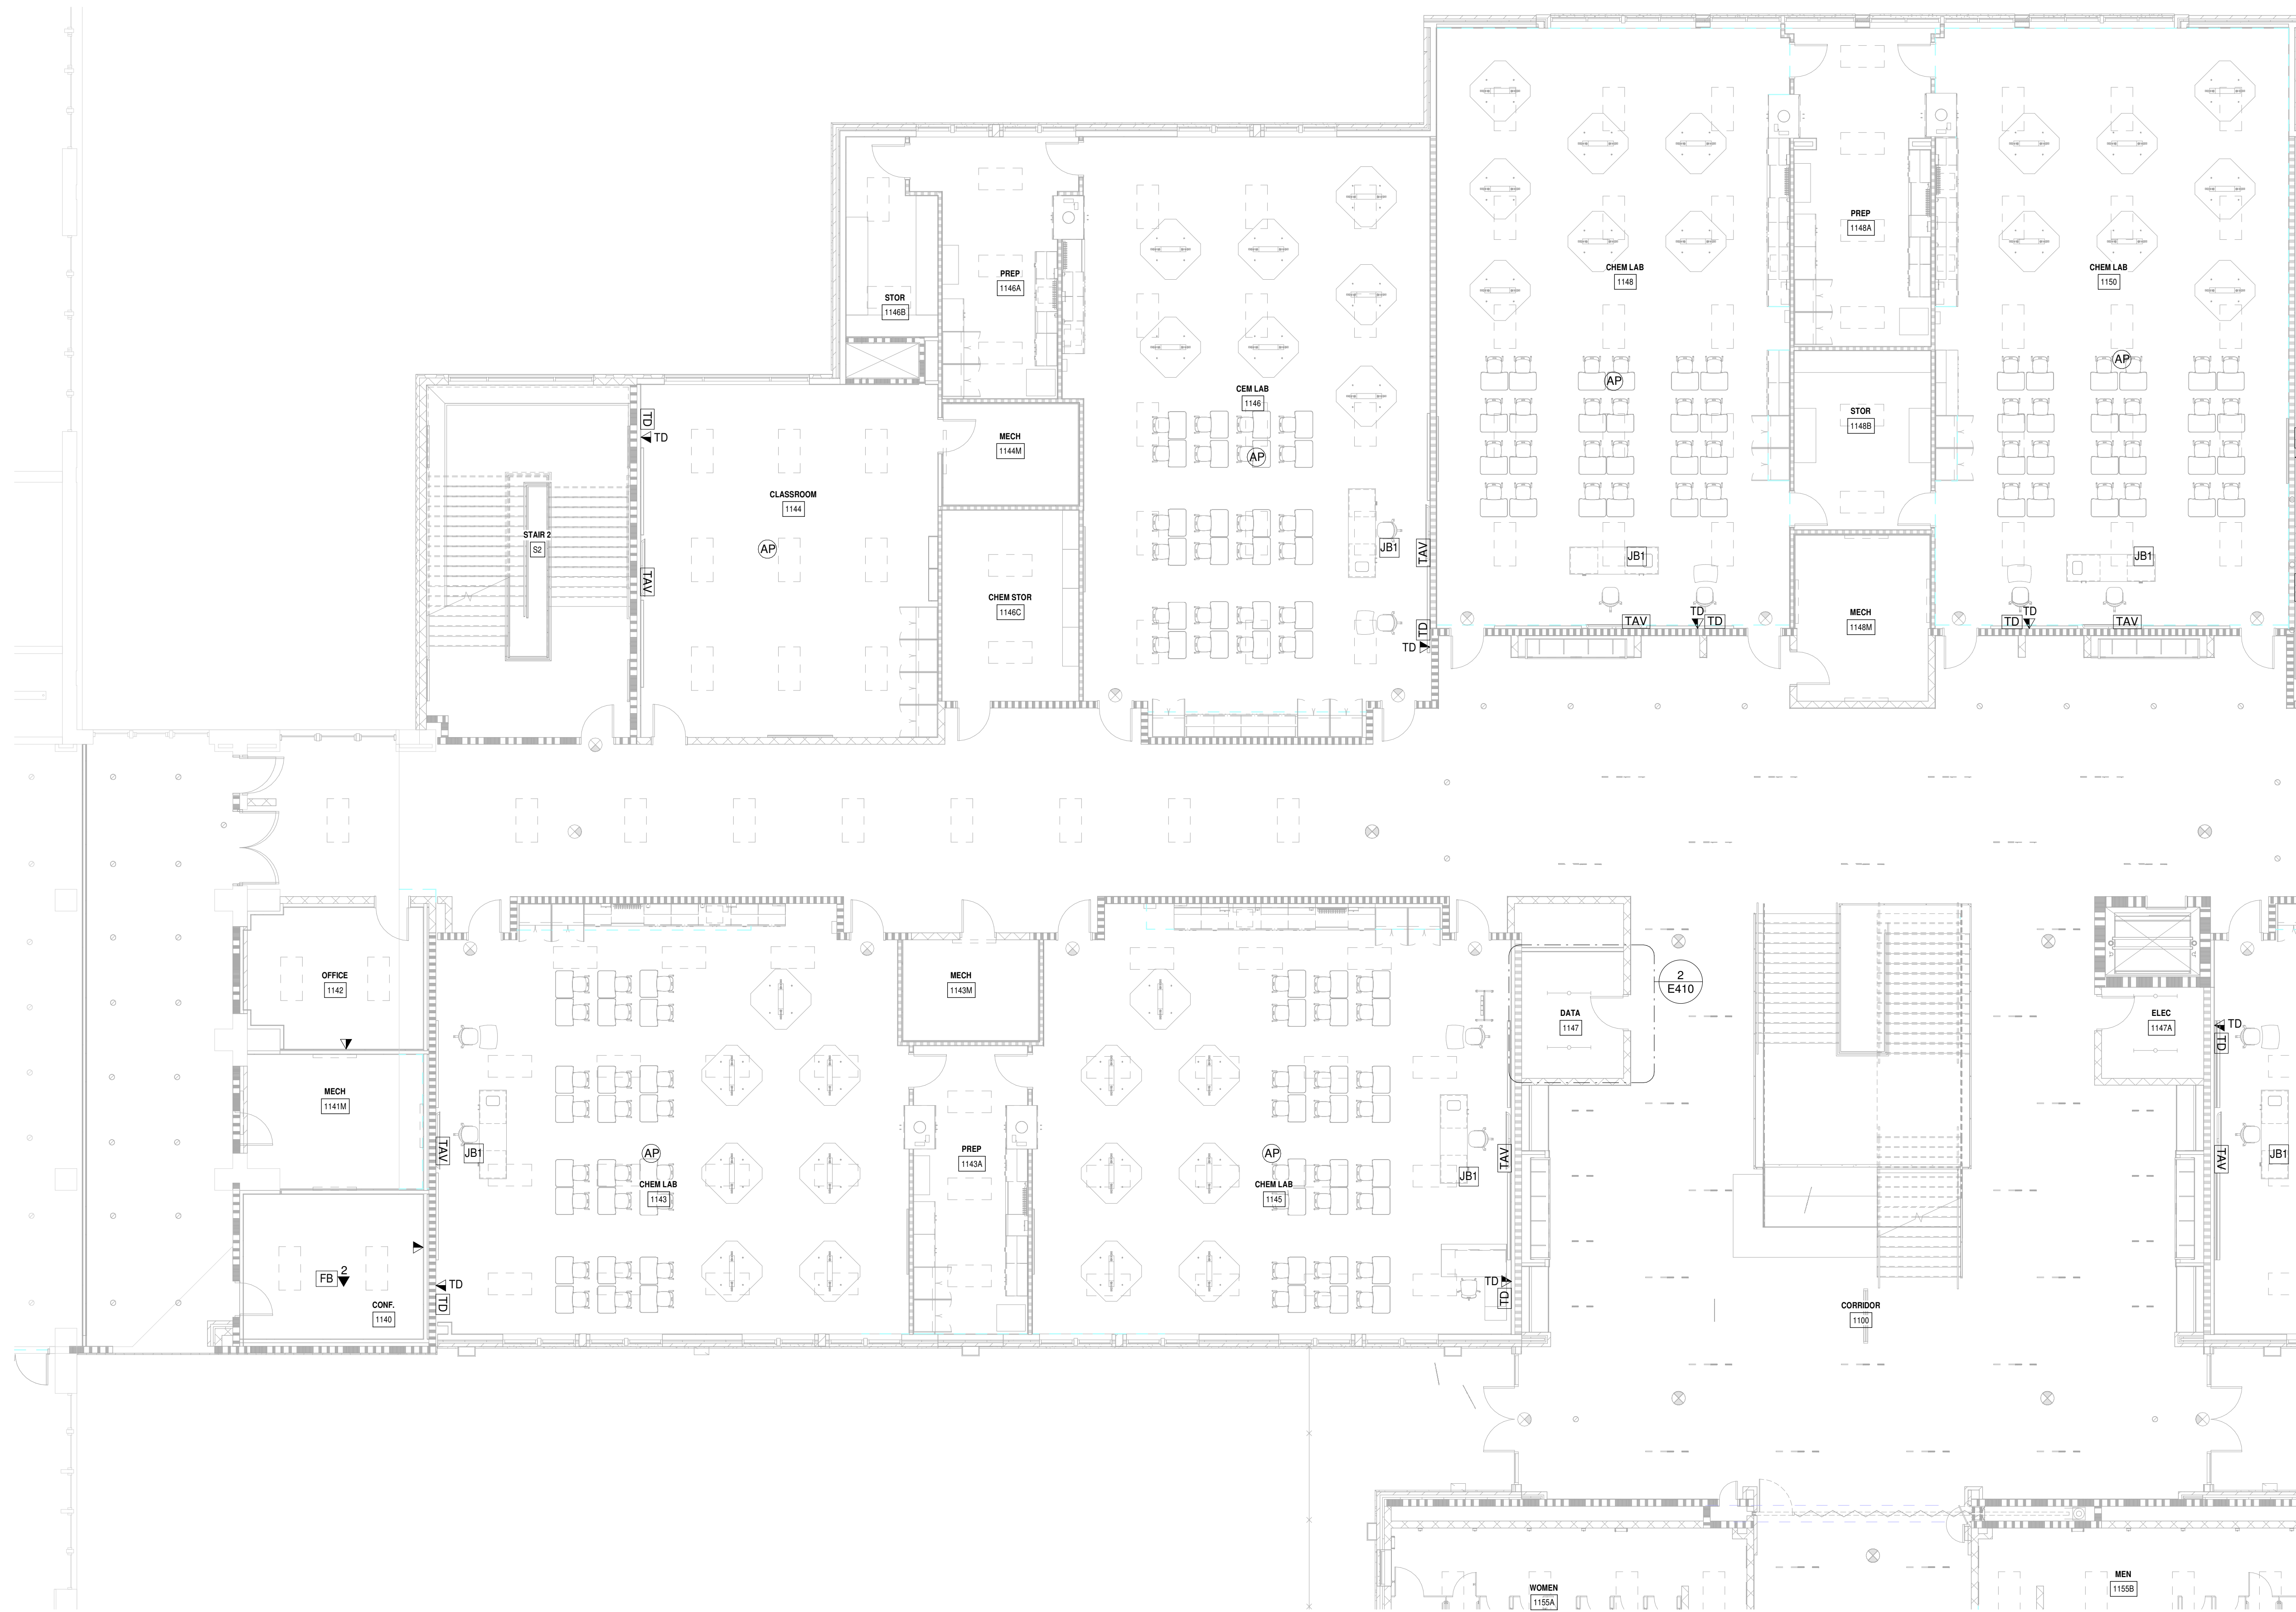 PREP
1148A
CHEM LAB
1148
CHEM LAB
1150
PREP
1146A
STOR
1146B
AP
AP
CEM LAB
1146
AP
STOR
1148B
TD
TD
MECH
1144M
CLASSROOM
1144
STAIR 2
S2
AP
JB1
TAV
JB1
JB1
TAV
CHEM STOR
1146C
MECH
1148M
TAV
TD
TD
TD
TD
TAV
TD
TD
OFFICE
1142
MECH
1143M
2
E410
DATA
1147
ELEC
1147A
TD
TD
MECH
1141M
TAV
JB1
AP
CHEM LAB
1143
PREP
1143A
AP
CHEM LAB
1145
JB1
TAV
TAV
JB1
FB
2
CONF.
1140
TD
TD
TD
TD
CORRIDOR
1100
WOMEN
1155A
MEN
1155B